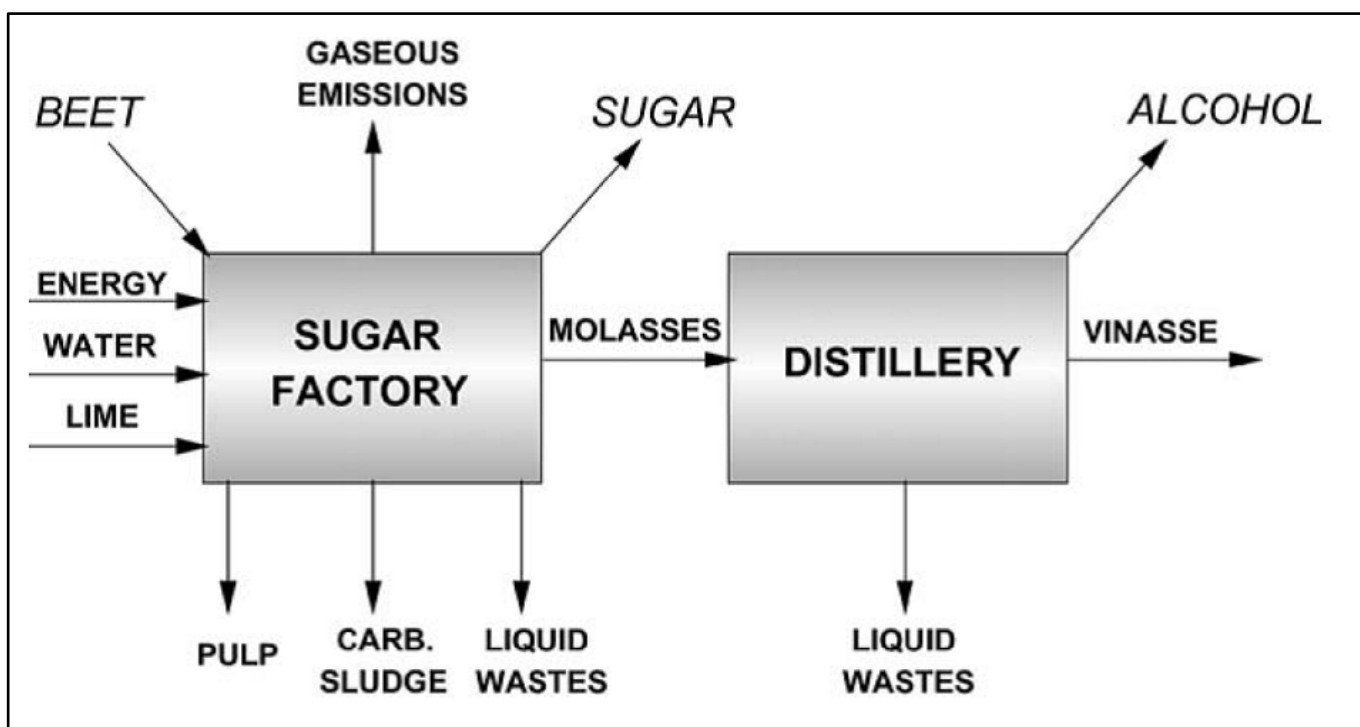 GASEOUS
EMISSIONS
BEET
SUGAR
ALCOHOL
ENERGY
WATER
LIME
SUGAR
FACTORY
MOLASSES
DISTILLERY
VINASSE
PULP
CARB.
SLUDGE
LIQUID
WASTES
LIQUID
WASTES